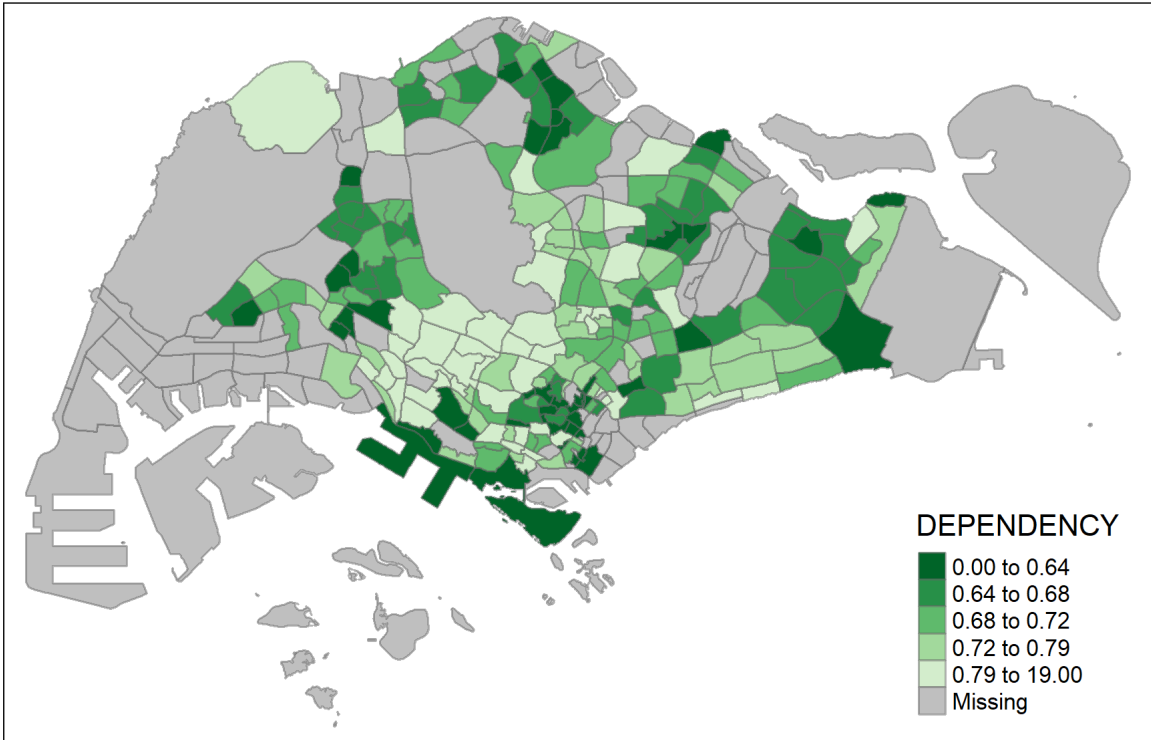 DEPENDENCY
0.00 to 0.64
0.64 to 0.68
0.68 to 0.72
0.72 to 0.79
0.79 to 19.00
Missing